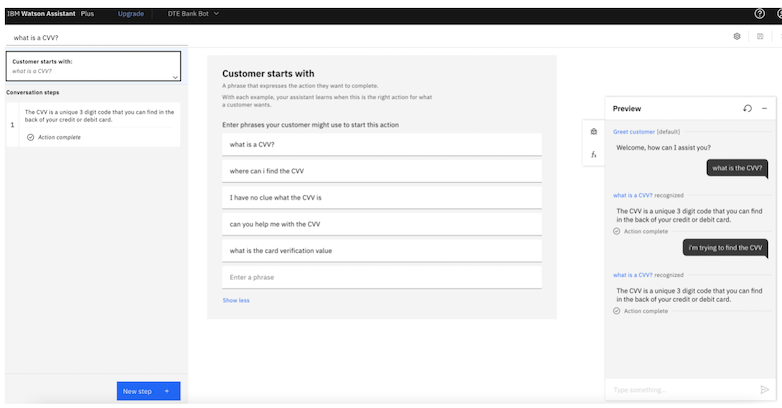 IBM Watson Assistant Plus Upgrade DTE Bank Bot
what is a CVV?
Customer starts with:
what is a CVV?
Conversation steps
1
The CVV is a unique 3 digit code that you can find in the
back of your credit or debit card.
Action complete
New step +
Customer starts with
A phrase that expresses the action they want to complete.
With each example, your assistant learns when this is the right action for what
a customer wants.
Enter phrases your customer might use to start this action
what is a CVV?
where can i find the CVV
I have no clue what the CVV is
can you help me with the CVV
what is the card verification value
Enter a phrase
Show less
Preview
Greet customer [default]
Welcome, how can I assist you?
what is the CVV?
what is a CVV? recognized
The CVV is a unique 3 digit code that you can find
in the back of your credit or debit card.
Action complete
i'm trying to find the CVV
what is a CVV? recognized
The CVV is a unique 3 digit code that you can find
in the back of your credit or debit card.
Action complete
Type something...